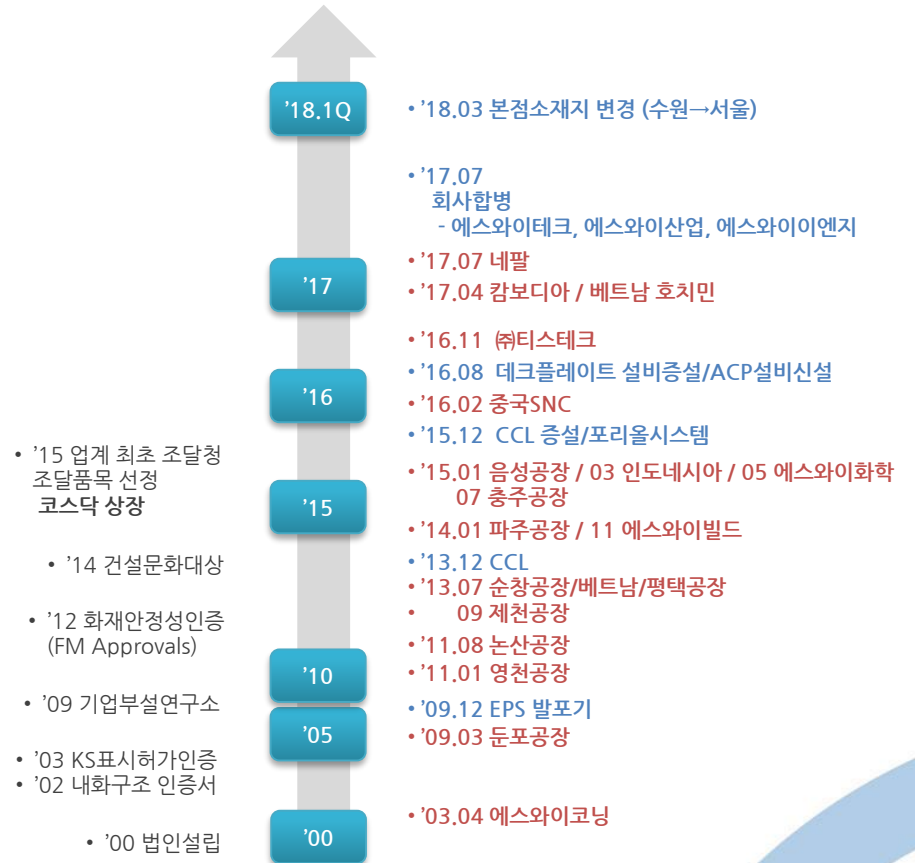 '18.1Q
• '18.03 본점소재지 변경 (수원→서울)
• '17.07
회사합병
- 에스와이테크, 에스와이산업, 에스와이이엔지
'17
• '17.07 네팔
• '17.04 캄보디아 / 베트남 호치민
• '16.11 ㈜티스테크
• '16.08 데크플레이트 설비증설/ACP설비신설
'16
• '16.02 중국SNC
• '15.12 CCL 증설/포리올시스템
• '15 업계 최초 조달청
조달품목 선정
코스닥 상장
'15
• '15.01 음성공장 / 03 인도네시아 / 05 에스와이화학
07 충주공장
• '14.01 파주공장 / 11 에스와이빌드
• '14 건설문화대상
• '13.12 CCL
• '13.07 순창공장/베트남/평택공장
• 09 제천공장
• '12 화재안정성인증
(FM Approvals)
• '11.08 논산공장
• '11.01 영천공장
'10
• '09 기업부설연구소
• '09.12 EPS 발포기
'05
• '09.03 둔포공장
• '03 KS표시허가인증
• '02 내화구조 인증서
• '03.04 에스와이코닝
• '00 법인설립
'00